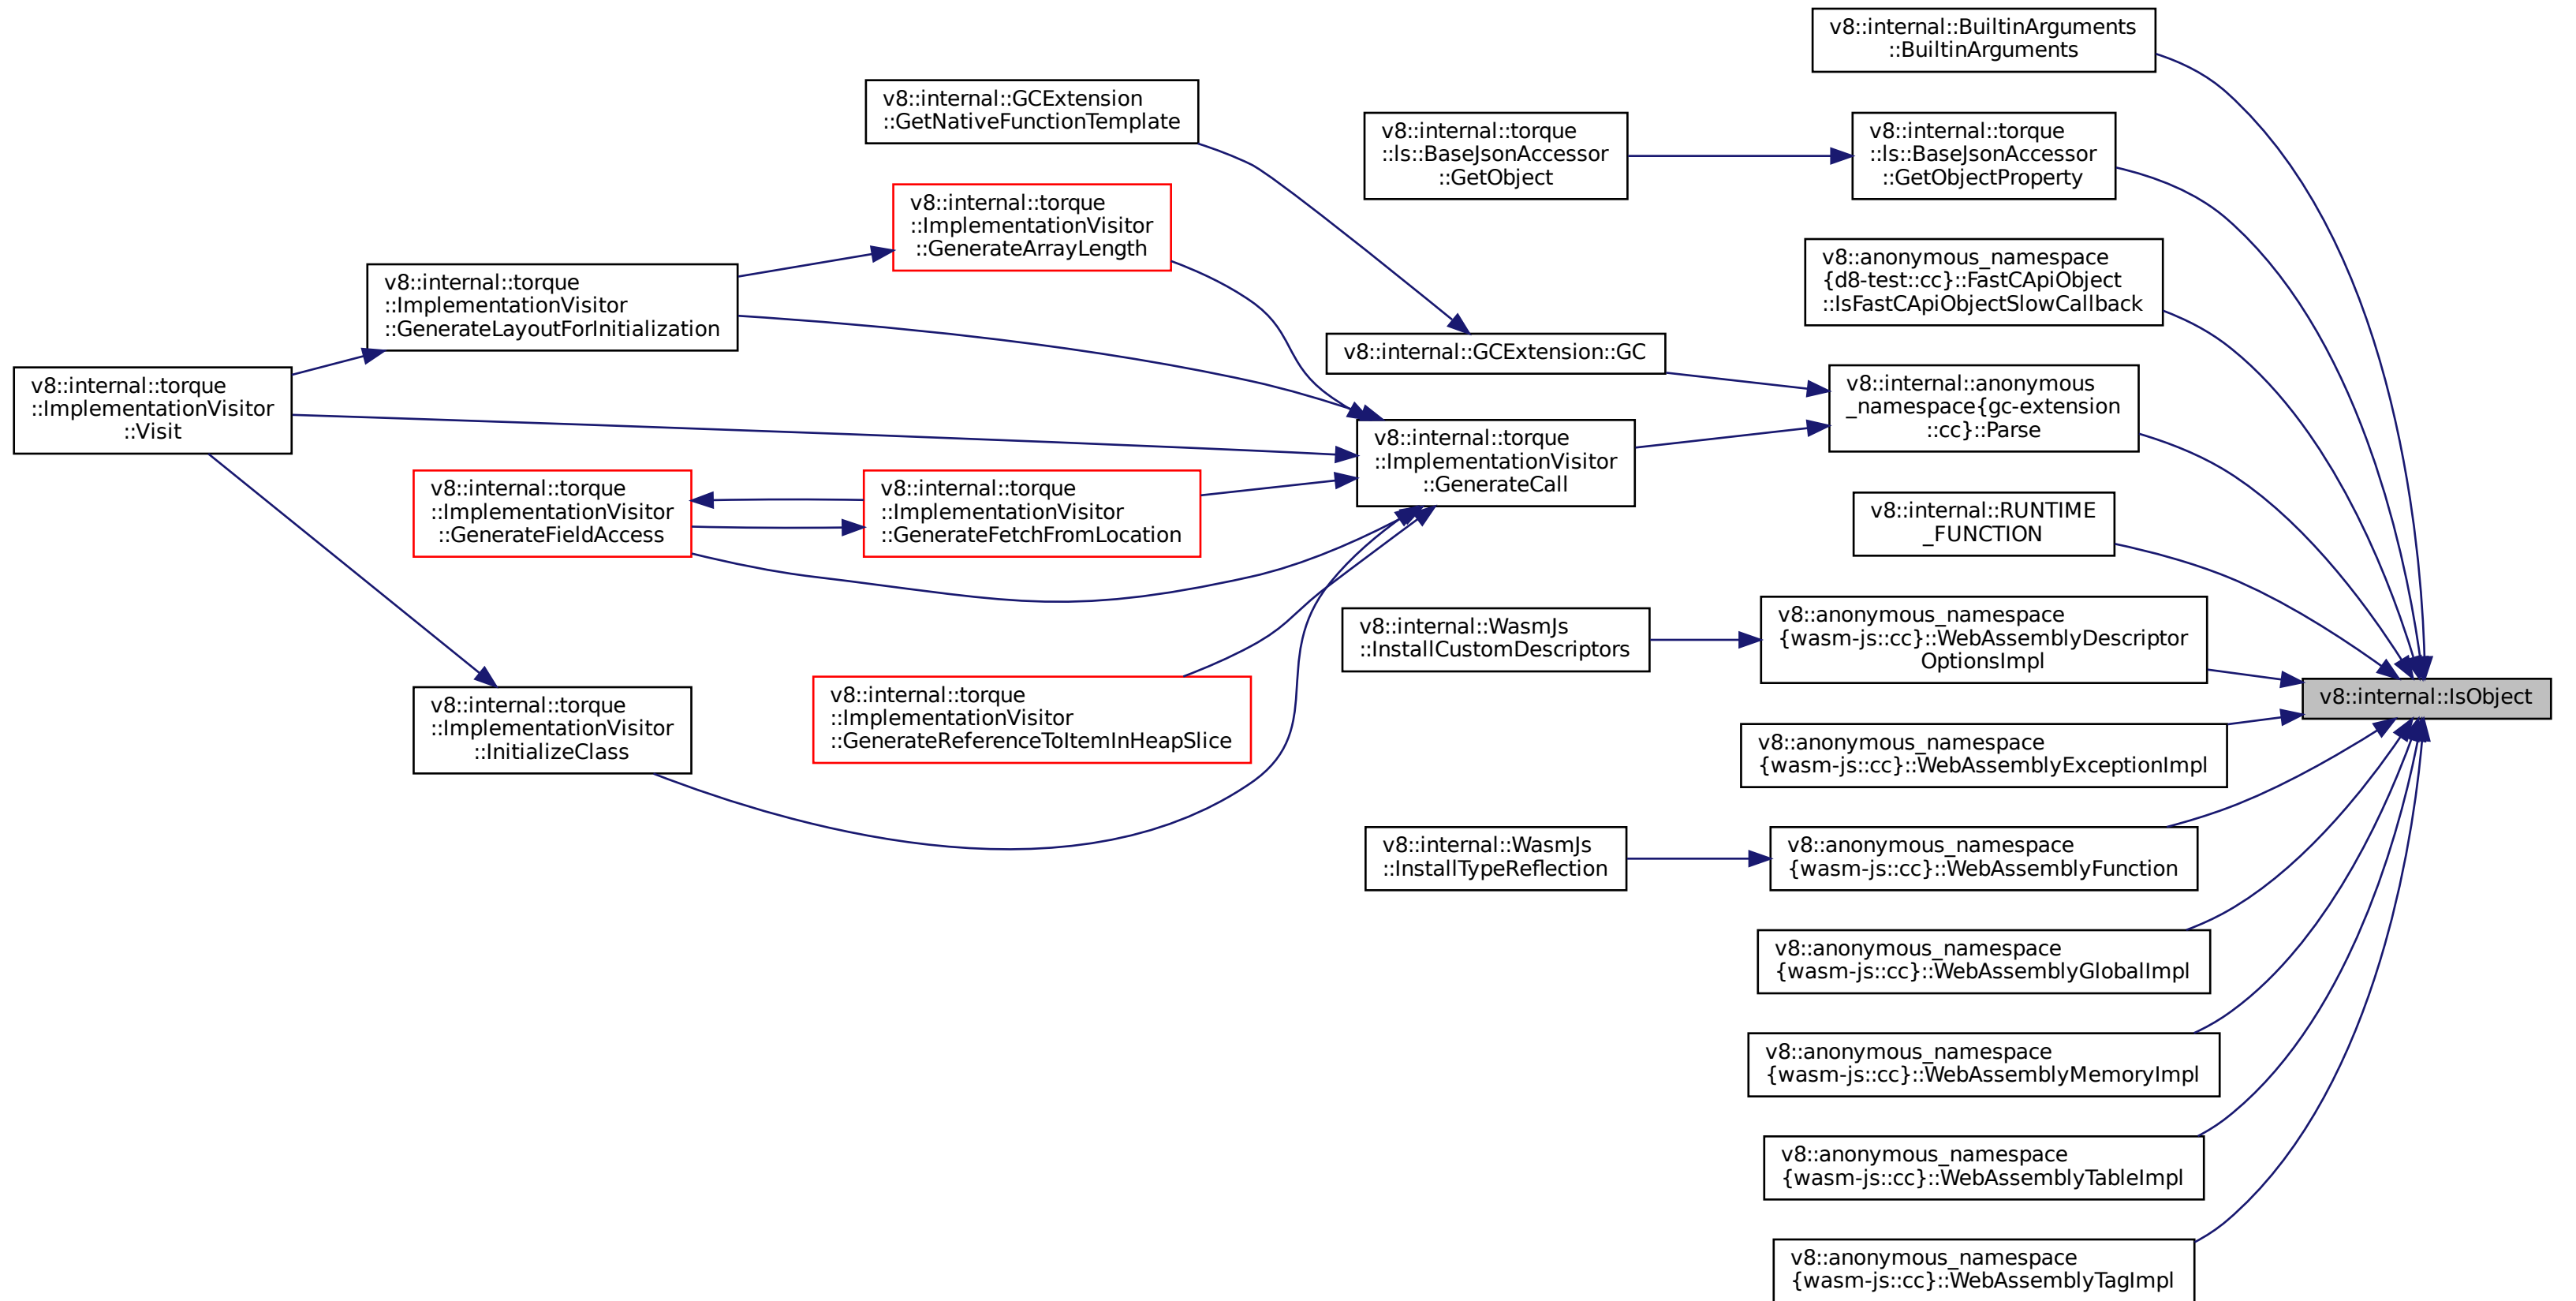 v8::internal::BuiltinArguments
::BuiltinArguments
v8::internal::GCExtension
::GetNativeFunctionTemplate
v8::internal::torque
::ls::BaseJsonAccessor
::GetObject
v8::internal::torque
::ls::BaseJsonAccessor
::GetObjectProperty
v8::internal::torque
::ImplementationVisitor
::GenerateArrayLength
v8::anonymous_namespace
{d8-test::cc}::FastCApiObject
::IsFastCApiObjectSlowCallback
v8::internal::torque
::ImplementationVisitor
::GenerateLayoutForInitialization
v8::internal::GCExtension::GC
v8::internal::torque
::ImplementationVisitor
::Visit
v8::internal::anonymous
_namespace{gc-extension
::cc}::Parse
v8::internal::torque
::ImplementationVisitor
::GenerateCall
v8::internal::torque
::ImplementationVisitor
::GenerateFieldAccess
v8::internal::torque
::ImplementationVisitor
::GenerateFetchFromLocation
v8::internal::RUNTIME
_FUNCTION
v8::internal::WasmJs
::InstallCustomDescriptors
v8::anonymous_namespace
{wasm-js::cc}::WebAssemblyDescriptor
OptionsImpl
v8::internal::IsObject
v8::internal::torque
::ImplementationVisitor
::InitializeClass
v8::internal::torque
::ImplementationVisitor
::GenerateReferenceToItemInHeapSlice
v8::anonymous_namespace
{wasm-js::cc}::WebAssemblyExceptionImpl
v8::internal::WasmJs
::InstallTypeReflection
v8::anonymous_namespace
{wasm-js::cc}::WebAssemblyFunction
v8::anonymous_namespace
{wasm-js::cc}::WebAssemblyGlobalImpl
v8::anonymous_namespace
{wasm-js::cc}::WebAssemblyMemoryImpl
v8::anonymous_namespace
{wasm-js::cc}::WebAssemblyTableImpl
v8::anonymous_namespace
{wasm-js::cc}::WebAssemblyTagImpl